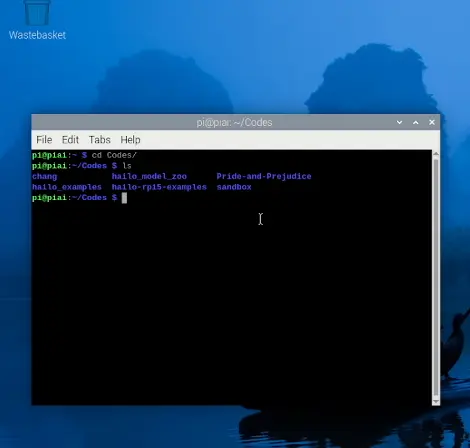 Wastebasket
pi@piai: ~/Codes
File Edit Tabs Help
pi@piai:~ $ cd Codes/
pi@piai:~/Codes $ ls
chang hailo_model_zoo Pride-and-Prejudice
hailo_examples hailo-rpi5-examples sandbox
pi@piai:~/Codes $